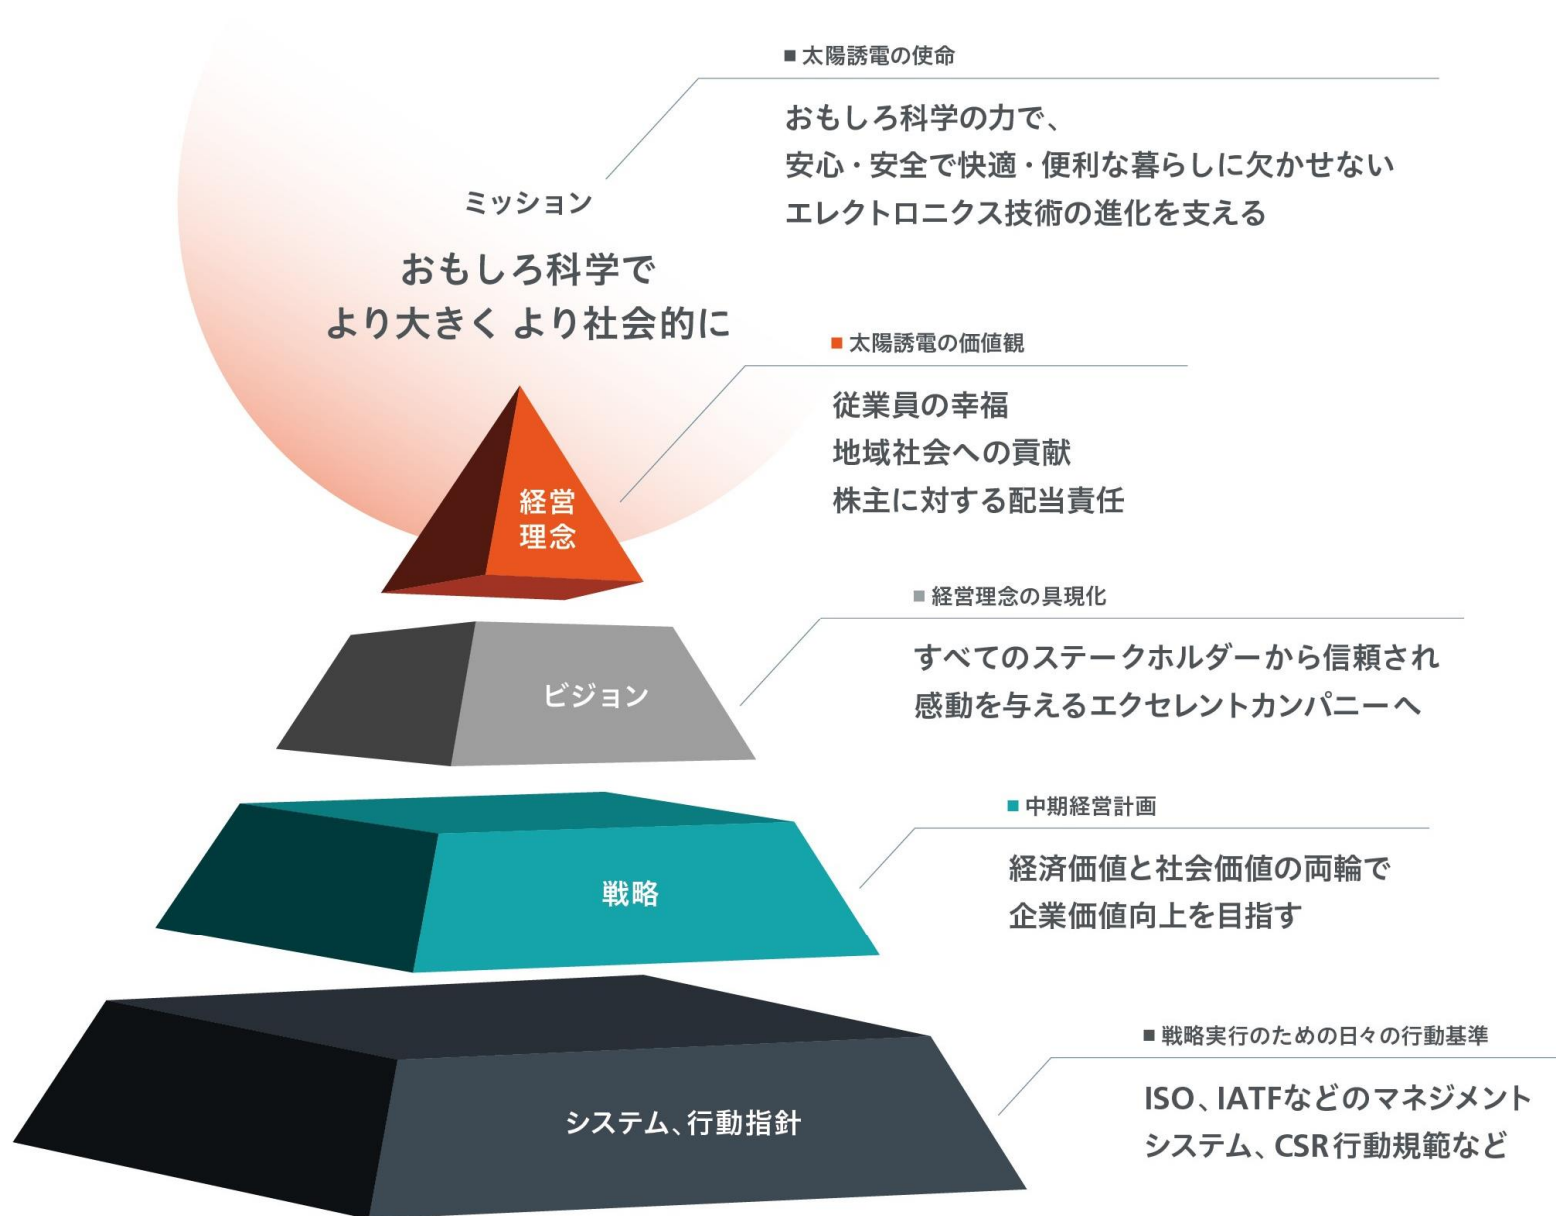 ■ 太陽誘電の使命
おもしろ科学の力で、
安心・安全で快適・便利な暮らしに欠かせない
エレクトロニクス技術の進化を支える
ミッション
おもしろ科学で
より大きく より社会的に
■ 太陽誘電の価値観
従業員の幸福
地域社会への貢献
株主に対する配当責任
経営
理念
■ 経営理念の具現化
すべてのステークホルダーから信頼され
感動を与えるエクセレントカンパニーへ
ビジョン
■ 中期経営計画
経済価値と社会価値の両輪で
企業価値向上を目指す
戦略
■ 戦略実行のための日々の行動基準
ISO、IATFなどのマネジメント
システム、CSR行動規範など
システム、行動指針